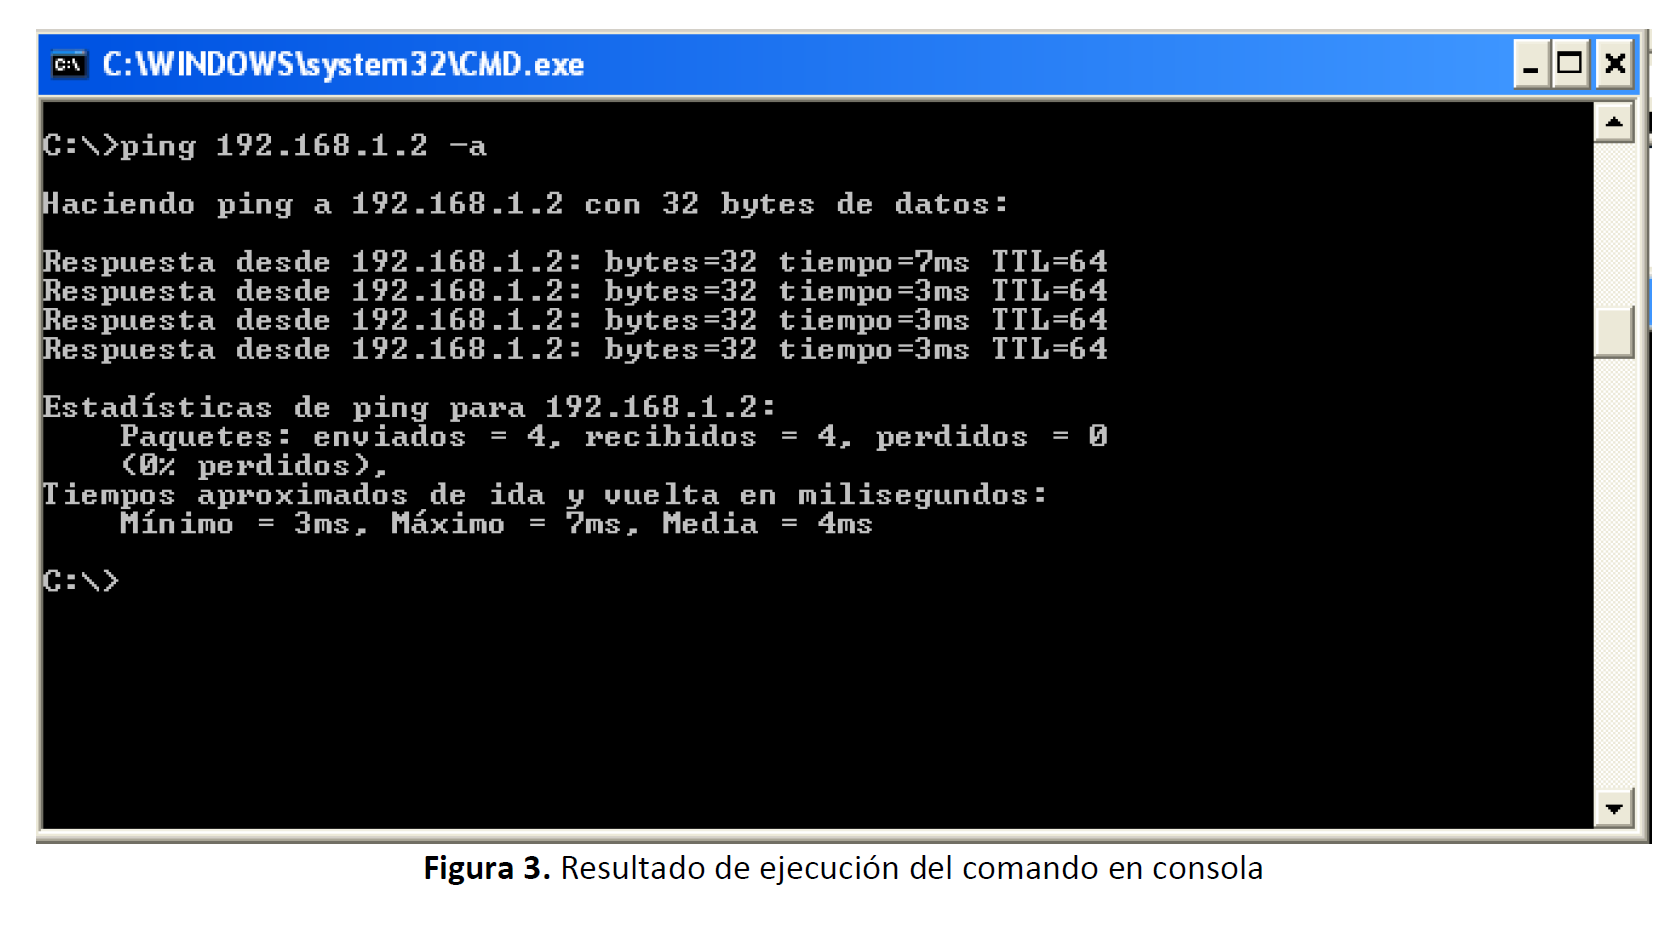 C:\WINDOWS\system32\CMD.exe
C:\>ping 192.168.1.2 -a
Haciendo ping a 192.168.1.2 con 32 bytes de datos:
Respuesta desde 192.168.1.2: bytes=32 tiempo=7ms TTL=64
Respuesta desde 192.168.1.2: bytes=32 tiempo=3ms TTL=64
Respuesta desde 192.168.1.2: bytes=32 tiempo=3ms TTL=64
Respuesta desde 192.168.1.2: bytes=32 tiempo=3ms TTL=64
Estadísticas de ping para 192.168.1.2:
Paquetes: enviados = 4, recibidos = 4, perdidos = 0
(0% perdidos),
Tiempos aproximados de ida y vuelta en milisegundos:
Mínimo = 3ms, Máximo = 7ms, Media = 4ms
C:\>
Figura 3. Resultado de ejecución del comando en consola